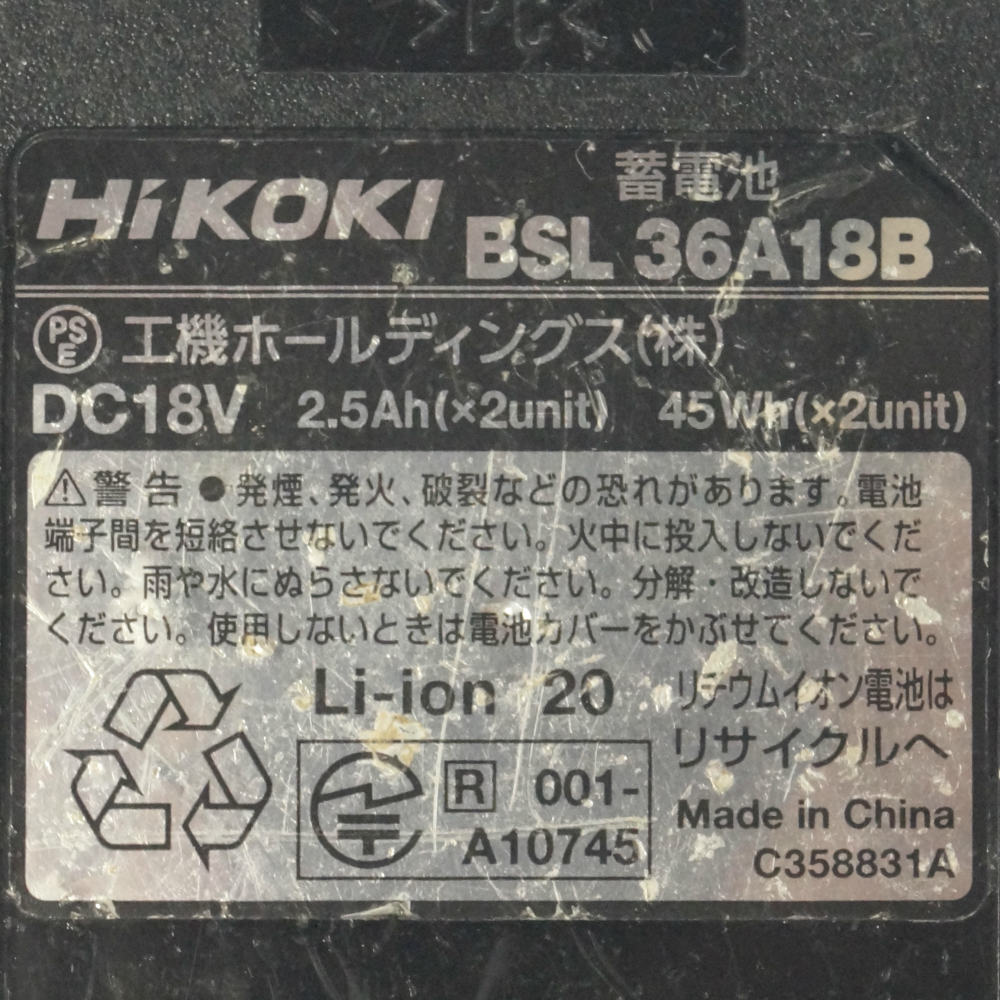 >PC<
HiKOKI
蓄電池
BSL 36A18B
PSE 工機ホールディングス(株)
DC18V 2.5Ah(×2unit) 45Wh(×2unit)
⚠警告 ●発煙、発火、破裂などの恐れがあります。電池
端子間を短絡させないでください。火中に投入しないでくだ
さい。雨や水にぬらさないでください。分解・改造しないで
ください。使用しないときは電池カバーをかぶせてください。
Li-ion 20
リチウムイオン電池は
リサイクルへ
R 001-
A10745
Made in China
C358831A